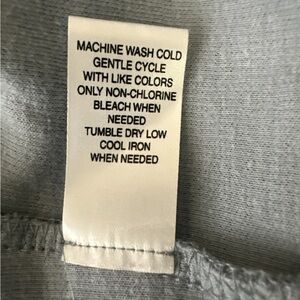 MACHINE WASH COLD
GENTLE CYCLE
WITH LIKE COLORS
ONLY NON-CHLORINE
BLEACH WHEN
NEEDED
TUMBLE DRY LOW
COOL IRON
WHEN NEEDED